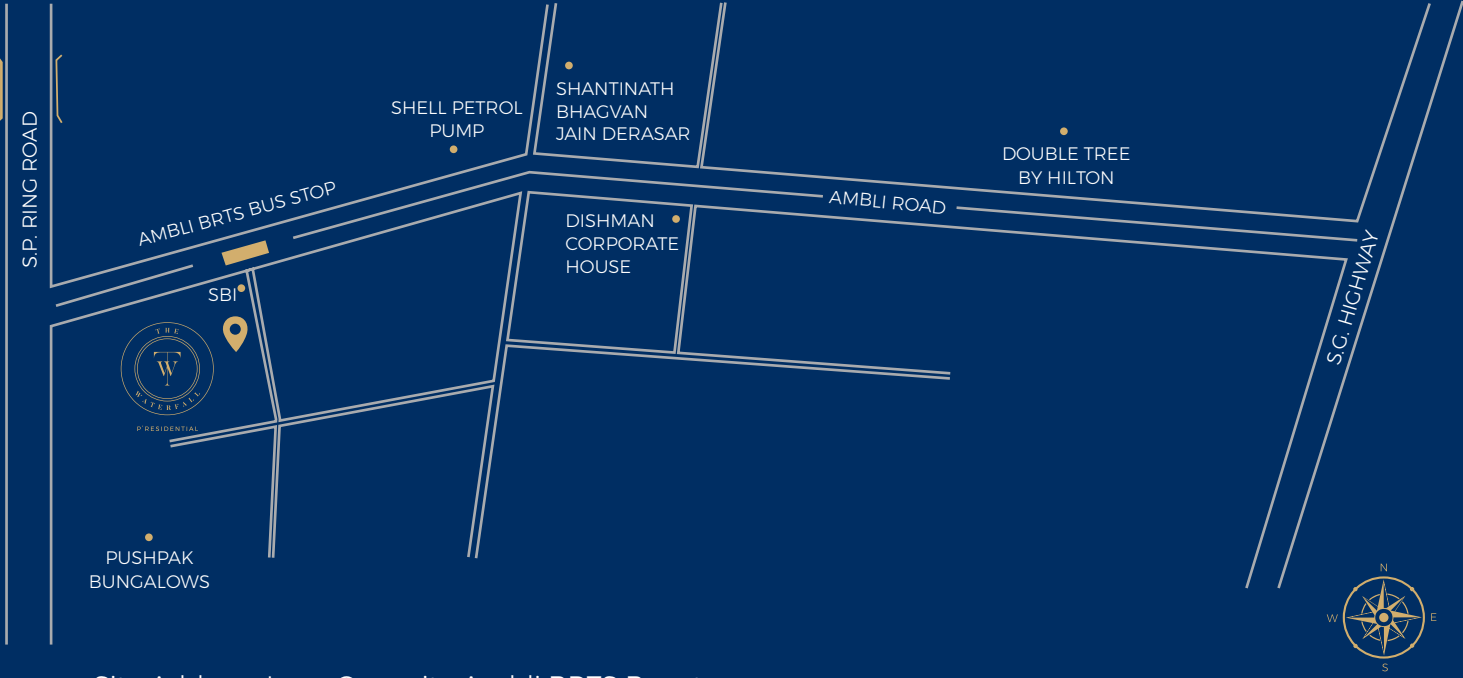 S.P. RING ROAD
AMBLI BRTS BUS STOP
SHELL PETROL
PUMP
SHANTINATH
BHAGVAN
JAIN DERASAR
DOUBLE TREE
BY HILTON
AMBLI ROAD
DISHMAN
CORPORATE
HOUSE
S.G. HIGHWAY
SBI
THE
TW
WATERFALL
P'RESIDENTIAL
PUSHPAK
BUNGALOWS
N
W
E
S